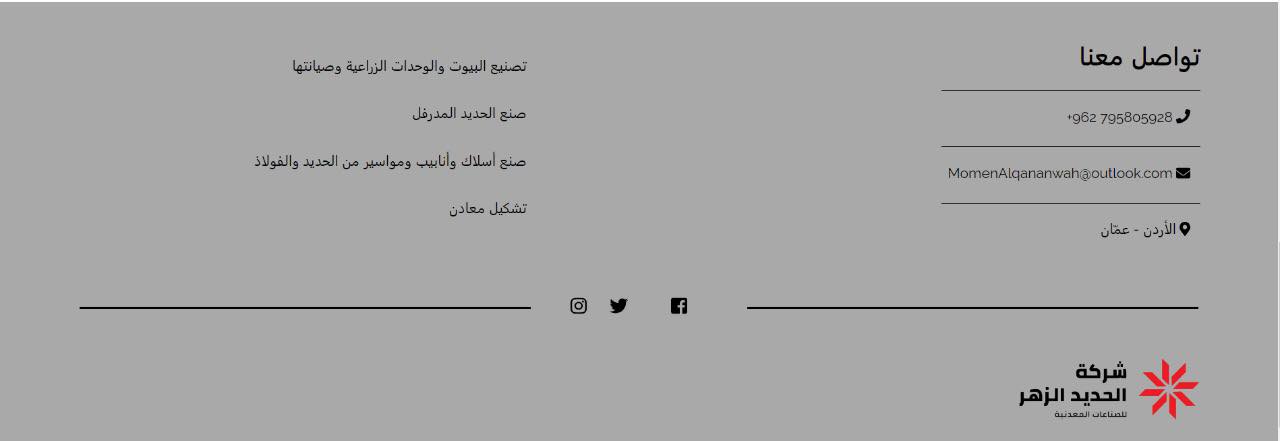 تواصل معنا
+962 795805928
MomenAlqananwah@outlook.com
الأردن - عمّان
تصنيع البيوت والوحدات الزراعية وصيانتها
صنع الحديد المدرفل
صنع أسلاك وأنابيب ومواسير من الحديد والفولاذ
تشكيل معادن
شركة
الحديد الزهر
للصناعات المعدنية